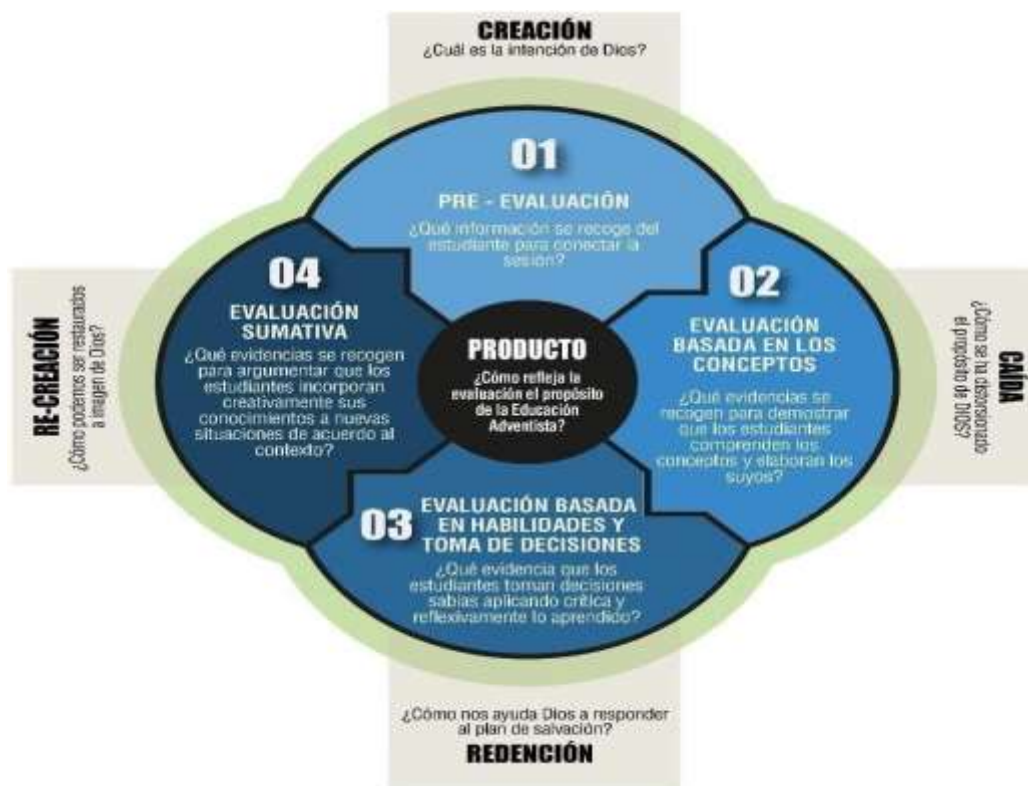 CREACIÓN
¿Cuál es la intención de Dios?
01
PRE - EVALUACIÓN
¿Qué información se recoge del
estudiante para conectar la
sesión?
02
EVALUACIÓN
BASADA EN LOS
CONCEPTOS
¿Qué evidencias se
recogen para demostrar
que los estudiantes
comprenden los
conceptos y elaboran los
suyos?
CAÍDA
¿Cómo se ha distorsionado
el propósito de DIOS?
PRODUCTO
¿Cómo refleja la
evaluación el propósito
de la Educación
Adventista?
03
EVALUACIÓN BASADA
EN HABILIDADES Y
TOMA DE DECISIONES
¿Qué evidencia que los
estudiantes toman decisiones
sabias aplicando crítica y
reflexivamente lo aprendido?
04
EVALUACIÓN
SUMATIVA
¿Qué evidencias se recogen
para argumentar que los
estudiantes incorporan
creativamente sus
conocimientos a nuevas
situaciones de acuerdo al
contexto?
RE-CREACIÓN
¿Cómo podemos ser restaurados
a imagen de Dios?
¿Cómo nos ayuda Dios a responder
al plan de salvación?
REDENCIÓN